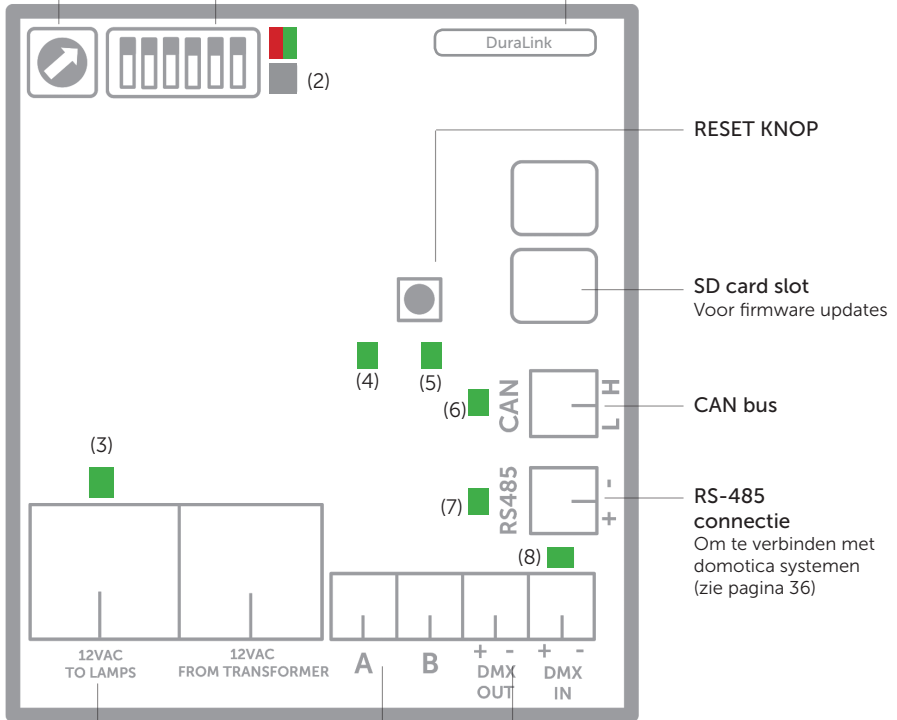 DuraLink
(2)
RESET KNOP
SD card slot
Voor firmware updates
(4)
(5)
(6)
CAN
H
L
CAN bus
(3)
(7)
RS485
-
+
RS-485
connectie
Om te verbinden met
domotica systemen
(zie pagina 36)
(8)
12VAC
TO LAMPS
12VAC
FROM TRANSFORMER
A
B
+ -
DMX
OUT
+ -
DMX
IN